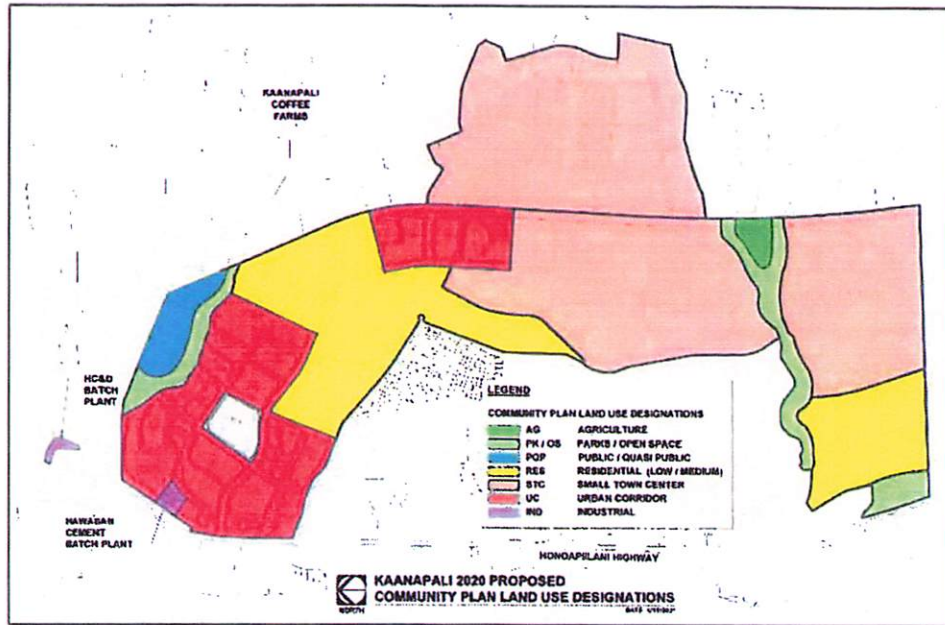 KAANAPALI
COFFEE
FARMS
HC&D
BATCH
PLANT
HAWAIIAN
CEMENT
BATCH PLANT
LEGEND
COMMUNITY PLAN LAND USE DESIGNATIONS
AG AGRICULTURE
PK / OS PARKS / OPEN SPACE
PQP PUBLIC / QUASI PUBLIC
RES RESIDENTIAL (LOW / MEDIUM)
STC SMALL TOWN CENTER
UC URBAN CORRIDOR
IND INDUSTRIAL
HONOAPIILANI HIGHWAY
NORTH
KAANAPALI 2020 PROPOSED
COMMUNITY PLAN LAND USE DESIGNATIONS
DATE